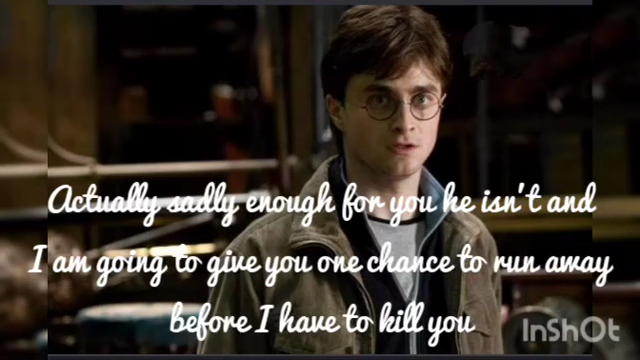 Actually sadly enough for you he isn't and
I am going to give you one chance to run away
before I have to kill you
InShOt